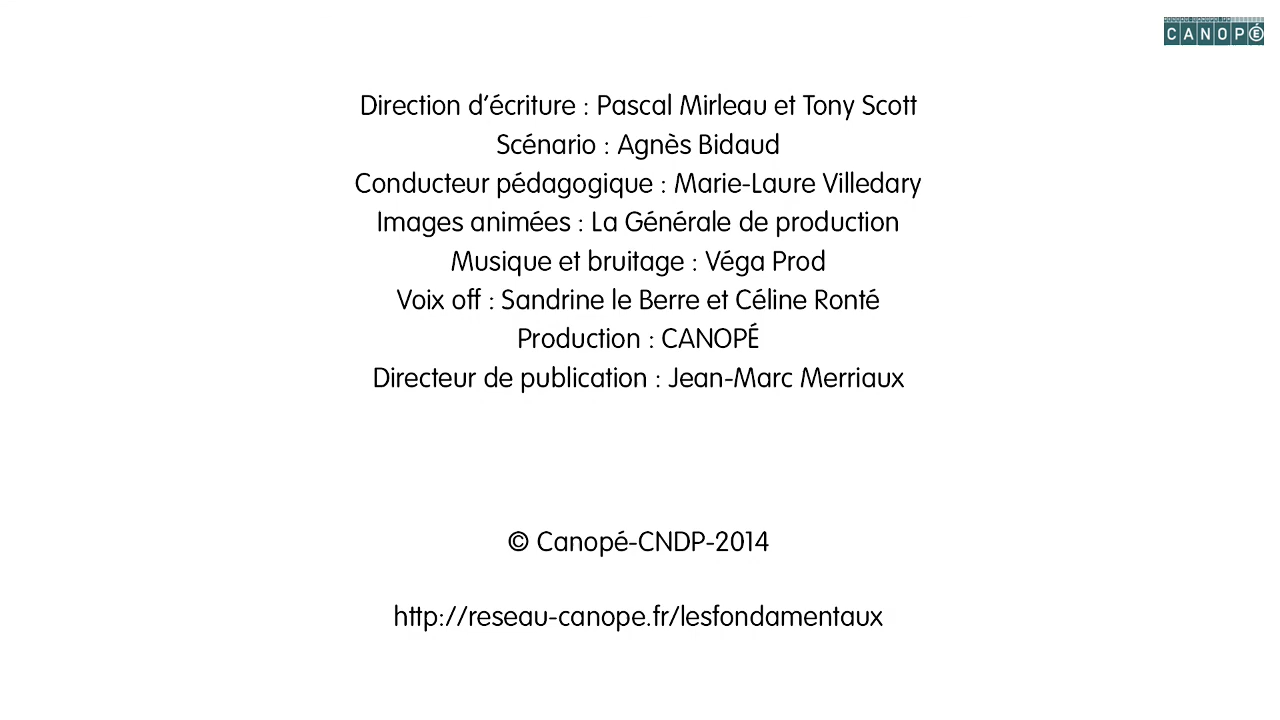 CANOPÉ
Direction d'écriture : Pascal Mirleau et Tony Scott
Scénario : Agnès Bidaud
Conducteur pédagogique : Marie-Laure Villedary
Images animées : La Générale de production
Musique et bruitage : Véga Prod
Voix off : Sandrine le Berre et Céline Ronté
Production : CANOPÉ
Directeur de publication : Jean-Marc Merriaux
© Canopé-CNDP-2014
http://reseau-canope.fr/lesfondamentaux